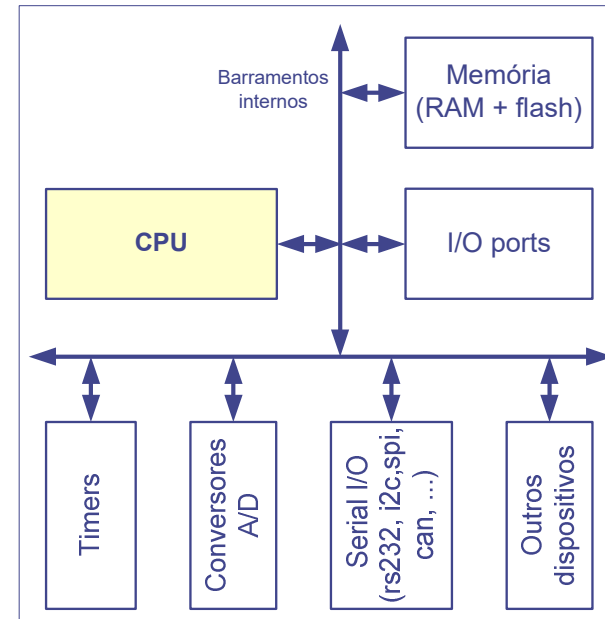 Barramentos
internos
Memória
(RAM + flash)
CPU
I/O ports
Timers
Conversores
A/D
Serial I/O
(rs232, i2c,spi,
can, ...)
Outros
dispositivos